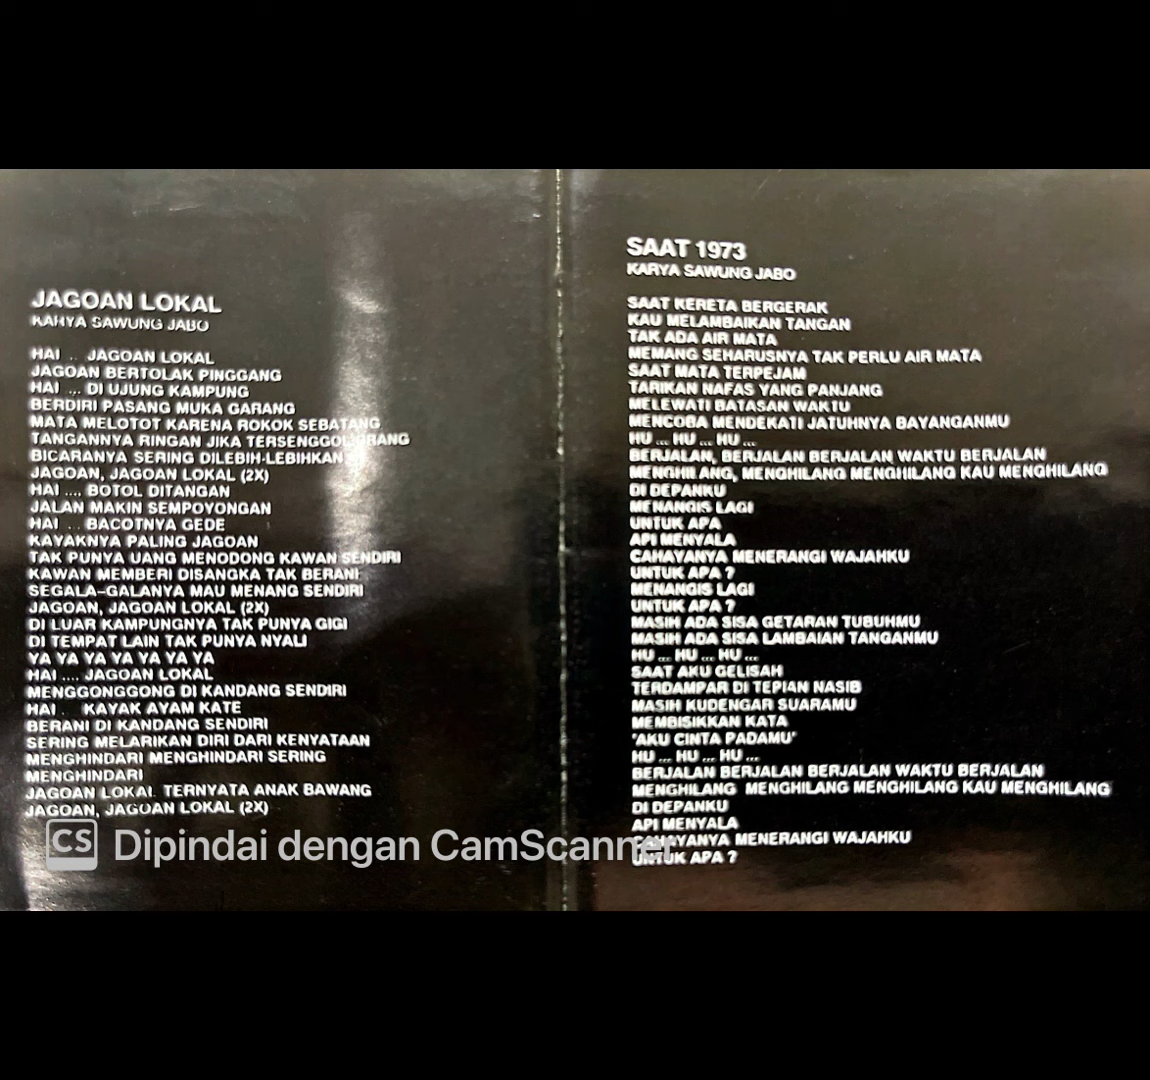 JAGOAN LOKAL
KARYA SAWUNG JABO
HAI ... JAGOAN LOKAL
JAGOAN BERTOLAK PINGGANG
HAI .... DI UJUNG KAMPUNG
BERDIRI PASANG MUKA GARANG
MATA MELOTOT KARENA ROKOK SEBATANG
TANGANNYA RINGAN JIKA TERSENGGOL ORANG
BICARANYA SERING DILEBIH-LEBIHKAN
JAGOAN, JAGOAN LOKAL (2X)
HAI .... BOTOL DITANGAN
JALAN MAKIN SEMPOYONGAN
HAI ... BACOTNYA GEDE
KAYAKNYA PALING JAGOAN
TAK PUNYA UANG MENODONG KAWAN SENDIRI
KAWAN MEMBERI DISANGKA TAK BERANI
SEGALA-GALANYA MAU MENANG SENDIRI
JAGOAN, JAGOAN LOKAL (2X)
DI LUAR KAMPUNGNYA TAK PUNYA GIGI
DI TEMPAT LAIN TAK PUNYA NYALI
YA YA YA YA YA YA YA
HAI .... JAGOAN LOKAL
MENGGONGGONG DI KANDANG SENDIRI
HAI . KAYAK AYAM KATE
BERANI DI KANDANG SENDIRI
SERING MELARIKAN DIRI DARI KENYATAAN
MENGHINDARI MENGHINDARI SERING
MENGHINDARI
JAGOAN LOKAL TERNYATA ANAK BAWANG
JAGOAN, JAGOAN LOKAL (2X)
SAAT 1973
KARYA SAWUNG JABO
SAAT KERETA BERGERAK
KAU MELAMBAIKAN TANGAN
TAK ADA AIR MATA
MEMANG SEHARUSNYA TAK PERLU AIR MATA
SAAT MATA TERPEJAM
TARIKAN NAFAS YANG PANJANG
MELEWATI BATASAN WAKTU
MENCOBA MENDEKATI JATUHNYA BAYANGANMU
HU ... HU ... HU ...
BERJALAN, BERJALAN BERJALAN WAKTU BERJALAN
MENGHILANG, MENGHILANG MENGHILANG KAU MENGHILANG
DI DEPANKU
MENANGIS LAGI
UNTUK APA
API MENYALA
CAHAYANYA MENERANGI WAJAHKU
UNTUK APA ?
MENANGIS LAGI
UNTUK APA ?
MASIH ADA SISA GETARAN TUBUHMU
MASIH ADA SISA LAMBAIAN TANGANMU
HU ... HU ... HU ...
SAAT AKU GELISAH
TERDAMPAR DI TEPIAN NASIB
MASIH KUDENGAR SUARAMU
MEMBISIKKAN KATA
'AKU CINTA PADAMU'
HU ... HU ... HU ...
BERJALAN BERJALAN BERJALAN WAKTU BERJALAN
MENGHILANG MENGHILANG MENGHILANG KAU MENGHILANG
DI DEPANKU
API MENYALA
CAHAYANYA MENERANGI WAJAHKU
UNTUK APA ?
CS Dipindai dengan CamScanner